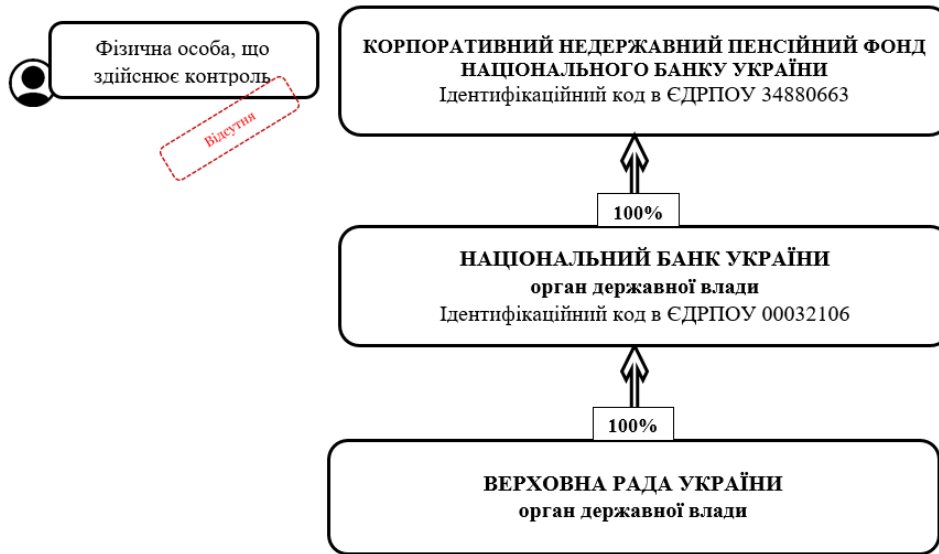 Фізична особа, що
здійснює контроль
Відсутня
КОРПОРАТИВНИЙ НЕДЕРЖАВНИЙ ПЕНСІЙНИЙ ФОНД
НАЦІОНАЛЬНОГО БАНКУ УКРАЇНИ
Ідентифікаційний код в ЄДРПОУ 34880663
100%
НАЦІОНАЛЬНИЙ БАНК УКРАЇНИ
орган державної влади
Ідентифікаційний код в ЄДРПОУ 00032106
100%
ВЕРХОВНА РАДА УКРАЇНИ
орган державної влади